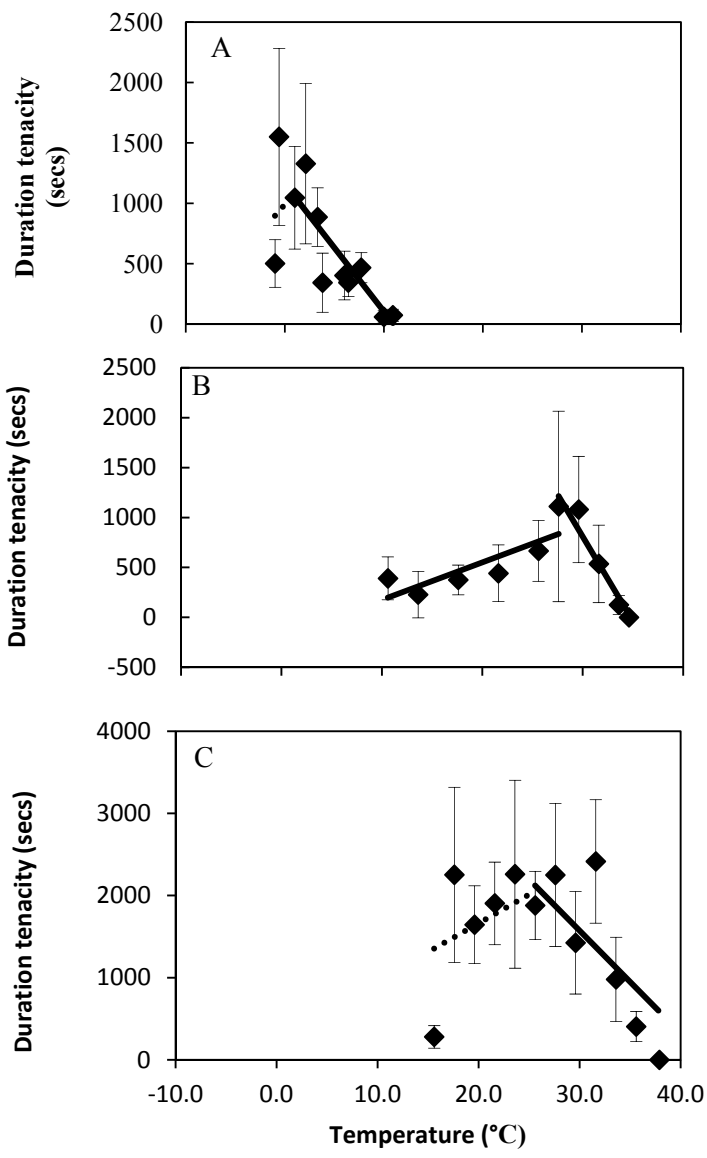 A
Duration tenacity
(secs)
2500
2000
1500
1000
500
0
B
Duration tenacity (secs)
2500
2000
1500
1000
500
0
-500
C
Duration tenacity (secs)
4000
3000
2000
1000
0
-10.0 0.0 10.0 20.0 30.0 40.0
Temperature (°C)